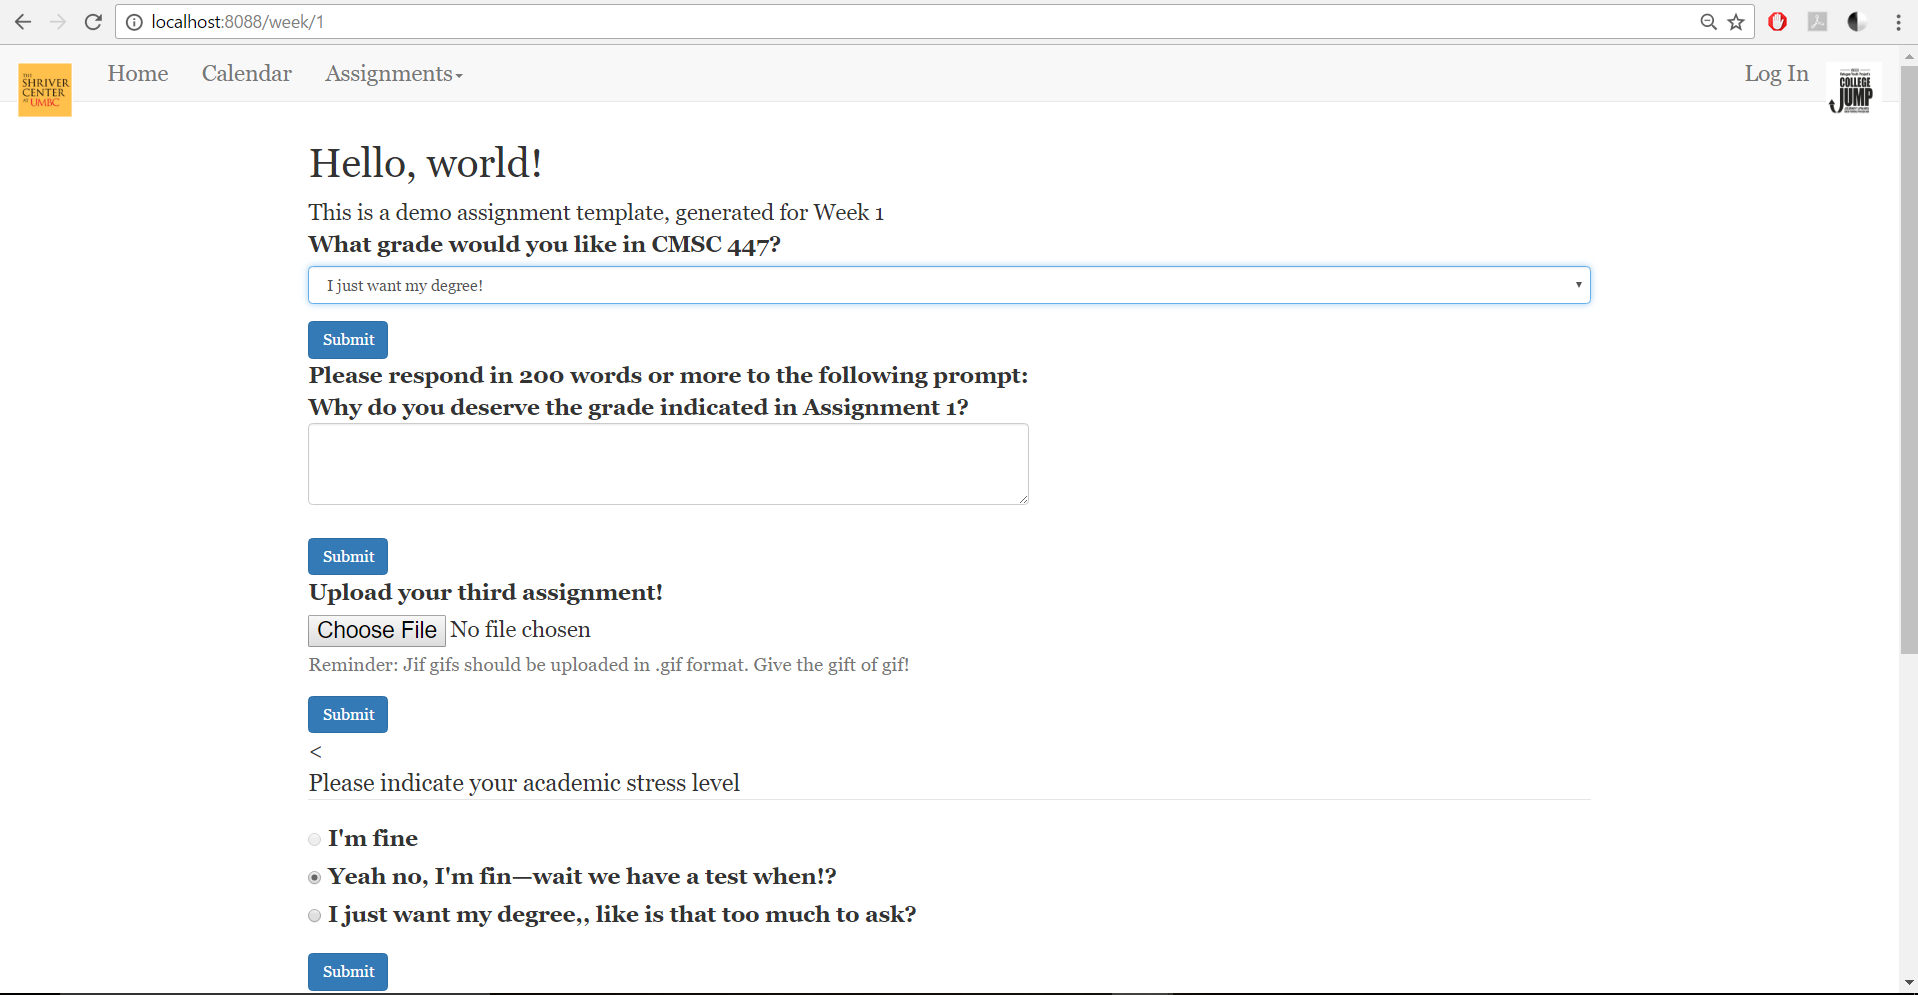 localhost:8088/week/1
THE
SHRIVER
CENTER
AT UMBC
Home
Calendar
Assignments
Log In
COLLEGE
JUMP
Hello, world!
This is a demo assignment template, generated for Week 1
What grade would you like in CMSC 447?
I just want my degree!
Submit
Please respond in 200 words or more to the following prompt:
Why do you deserve the grade indicated in Assignment 1?
Submit
Upload your third assignment!
Choose File No file chosen
Reminder: Jif gifs should be uploaded in .gif format. Give the gift of gif!
Submit
<
Please indicate your academic stress level
I'm fine
Yeah no, I'm fin—wait we have a test when!?
I just want my degree,, like is that too much to ask?
Submit